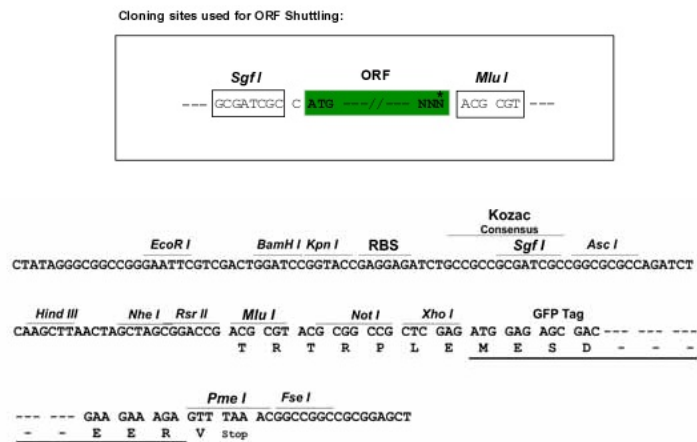 Cloning sites used for ORF Shuttling:
Sgf I ORF Mlu I
--- GCGATCGC C ATG ---//--- NNN* ACG CGT ---
Kozac
Consensus
EcoR I BamH I Kpn I RBS Sgf I Asc I
CTATAGGGCGGCCGGGAATTCGTCGACTGGATCCGGTACCGAGGAGATCTGCCGCCGCGATCGCCGGCGCGCCAGATCT
Hind III Nhe I Rsr II Mlu I Not I Xho I GFP Tag
CAAGCTTAACTAGCTAGCGGACCG ACG CGT ACG CGG CCG CTC GAG ATG GAG AGC GAC--- --- ---
T R T R P L E M E S D - - -
Pme I Fse I
--- --- GAA GAA AGA GTT TAA ACGGCCGGCCGCGGAGCT
- - E E R V Stop